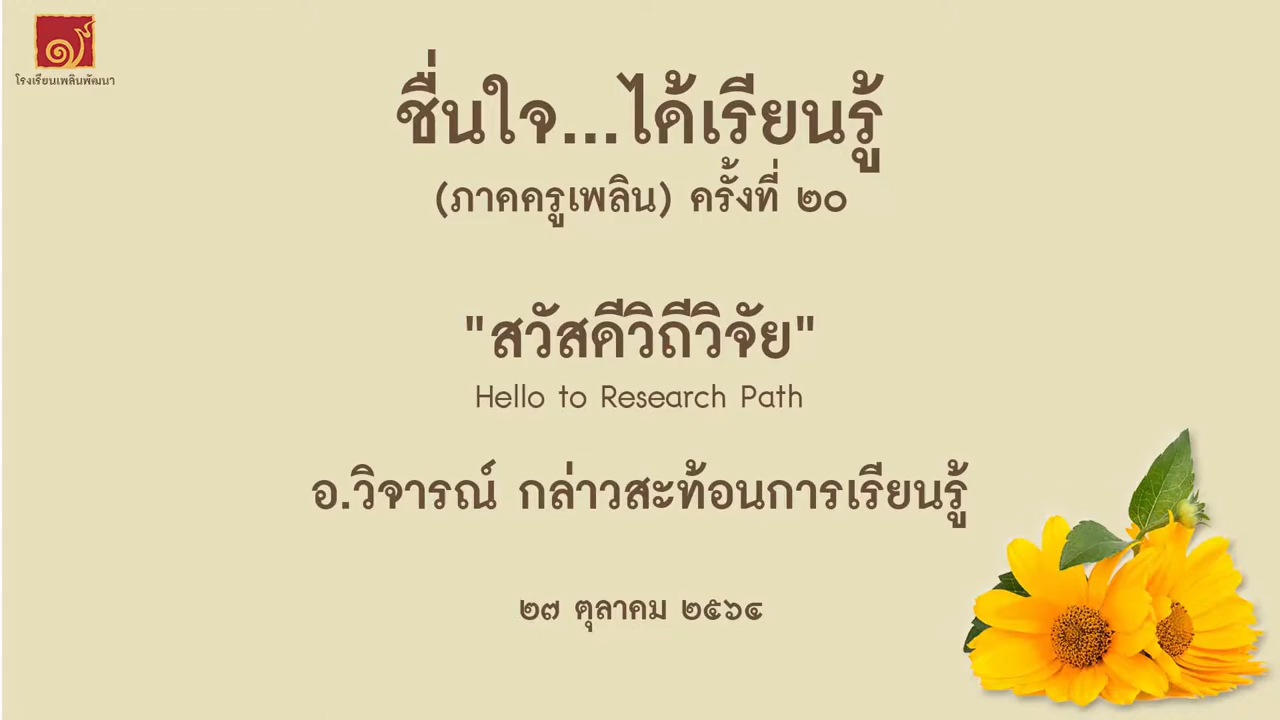 โรงเรียนเพลินพัฒนา
ชื่นใจ...ได้เรียนรู้
(ภาคครูเพลิน) ครั้งที่ ๒๐
"สวัสดีวิถีวิจัย"
Hello to Research Path
อ.วิจารณ์ กล่าวสะท้อนการเรียนรู้
๒๗ ตุลาคม ๒๕๖๔